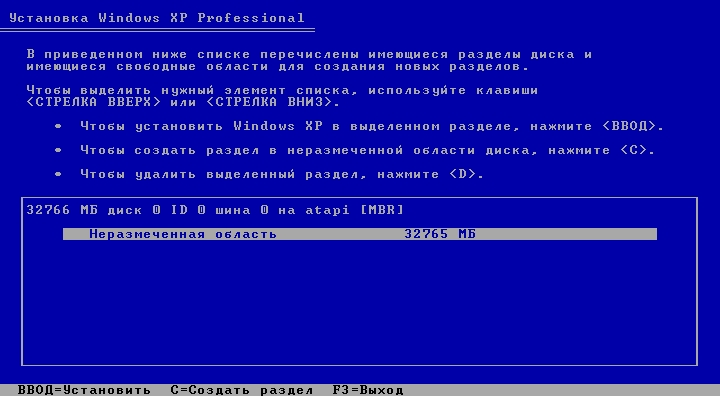 Установка Windows XP Professional
В приведенном ниже списке перечислены имеющиеся разделы диска и
имеющиеся свободные области для создания новых разделов.
Чтобы выделить нужный элемент списка, используйте клавиши
<СТРЕЛКА ВВЕРХ> или <СТРЕЛКА ВНИЗ>.
• Чтобы установить Windows XP в выделенном разделе, нажмите <ВВОД>.
• Чтобы создать раздел в неразмеченной области диска, нажмите <C>.
• Чтобы удалить выделенный раздел, нажмите <D>.
32766 МБ диск 0 ID 0 шина 0 на atapi [MBR]
Неразмеченная область 32765 МБ
ВВОД=Установить C=Создать раздел F3=Выход